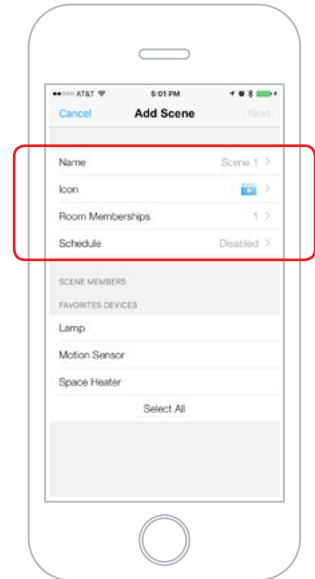 AT&T 5:01 PM
Cancel Add Scene Next
Name Scene 1 >
Icon >
Room Memberships 1 >
Schedule Disabled >
SCENE MEMBERS
FAVORITES DEVICES
Lamp
Motion Sensor
Space Heater
Select All